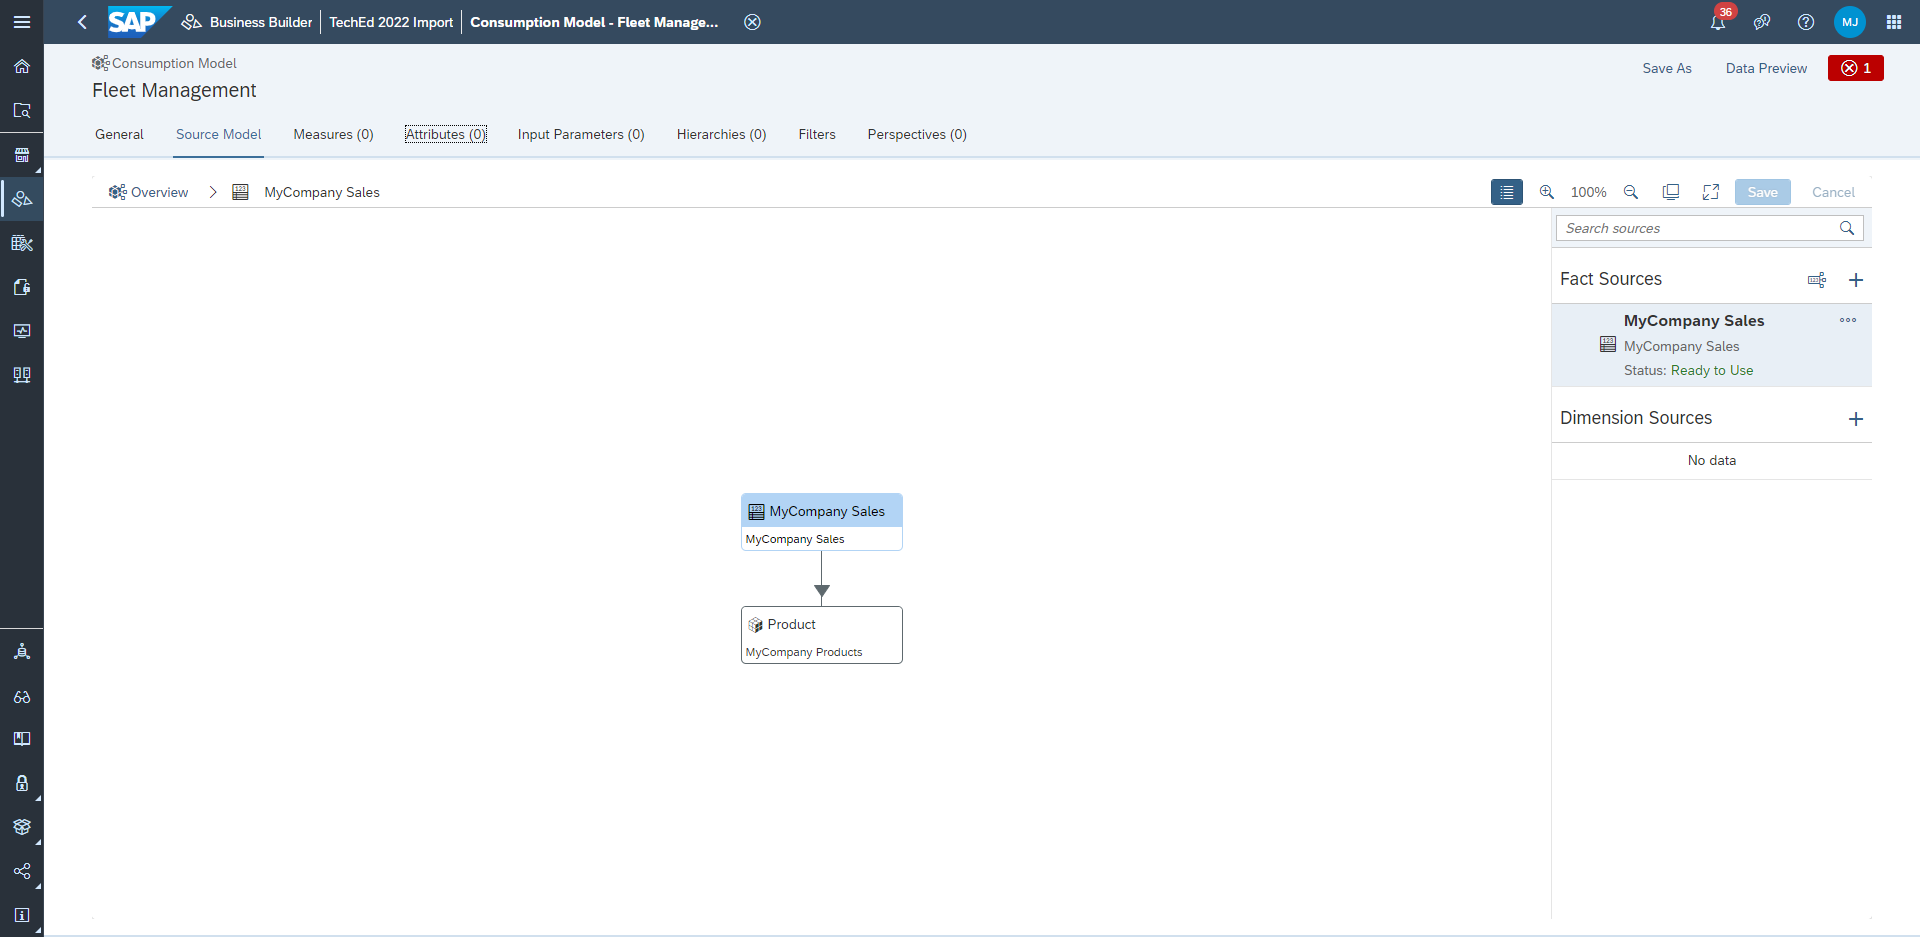 SAP Business Builder TechEd 2022 Import Consumption Model - Fleet Manage... 36 MJ
Consumption Model
Fleet Management
Save As Data Preview 1
General Source Model Measures (0) Attributes (0) Input Parameters (0) Hierarchies (0) Filters Perspectives (0)
Overview MyCompany Sales 100% Save Cancel
Search sources
Fact Sources
MyCompany Sales
MyCompany Sales
Status: Ready to Use
Dimension Sources
No data
MyCompany Sales
MyCompany Sales
Product
MyCompany Products